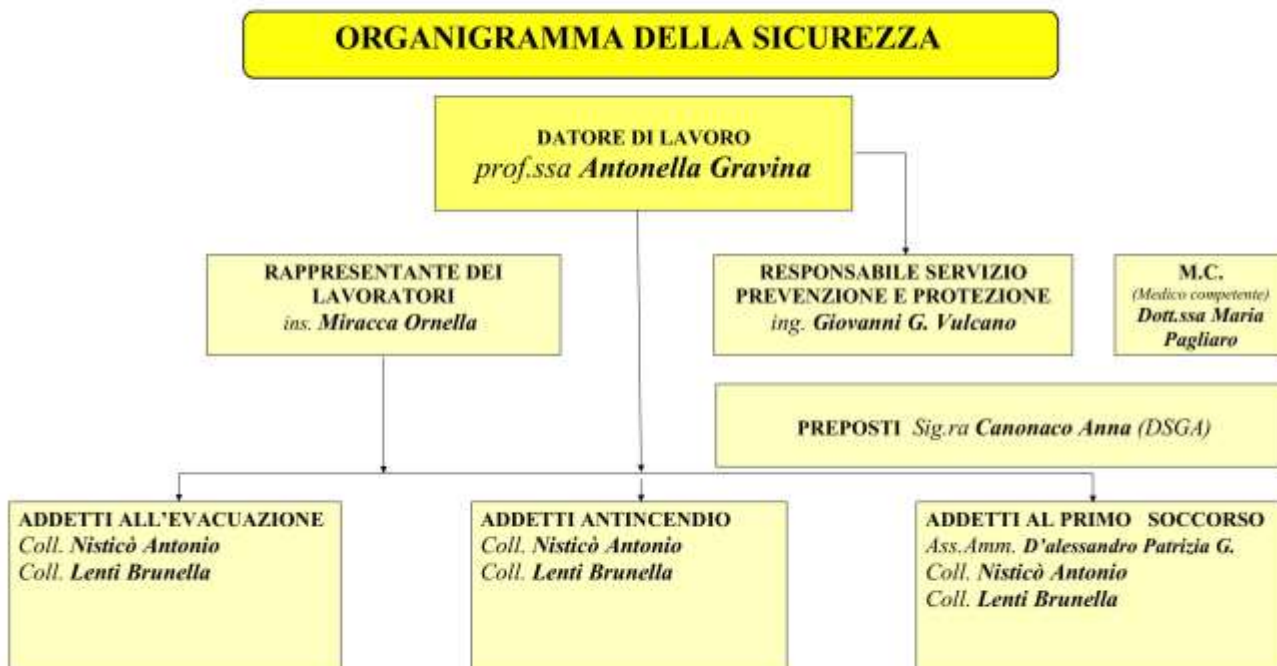 ORGANIGRAMMA DELLA SICUREZZA
DATORE DI LAVORO
prof.ssa Antonella Gravina
RAPPRESENTANTE DEI
LAVORATORI
ins. Miracca Ornella
RESPONSABILE SERVIZIO
PREVENZIONE E PROTEZIONE
ing. Giovanni G. Vulcano
M.C.
(Medico competente)
Dott.ssa Maria
Pagliaro
PREPOSTI Sig.ra Canonaco Anna (DSGA)
ADDETTI ALL'EVACUAZIONE
Coll. Nisticò Antonio
Coll. Lenti Brunella
ADDETTI ANTINCENDIO
Coll. Nisticò Antonio
Coll. Lenti Brunella
ADDETTI AL PRIMO SOCCORSO
Ass.Amm. D'alessandro Patrizia G.
Coll. Nisticò Antonio
Coll. Lenti Brunella